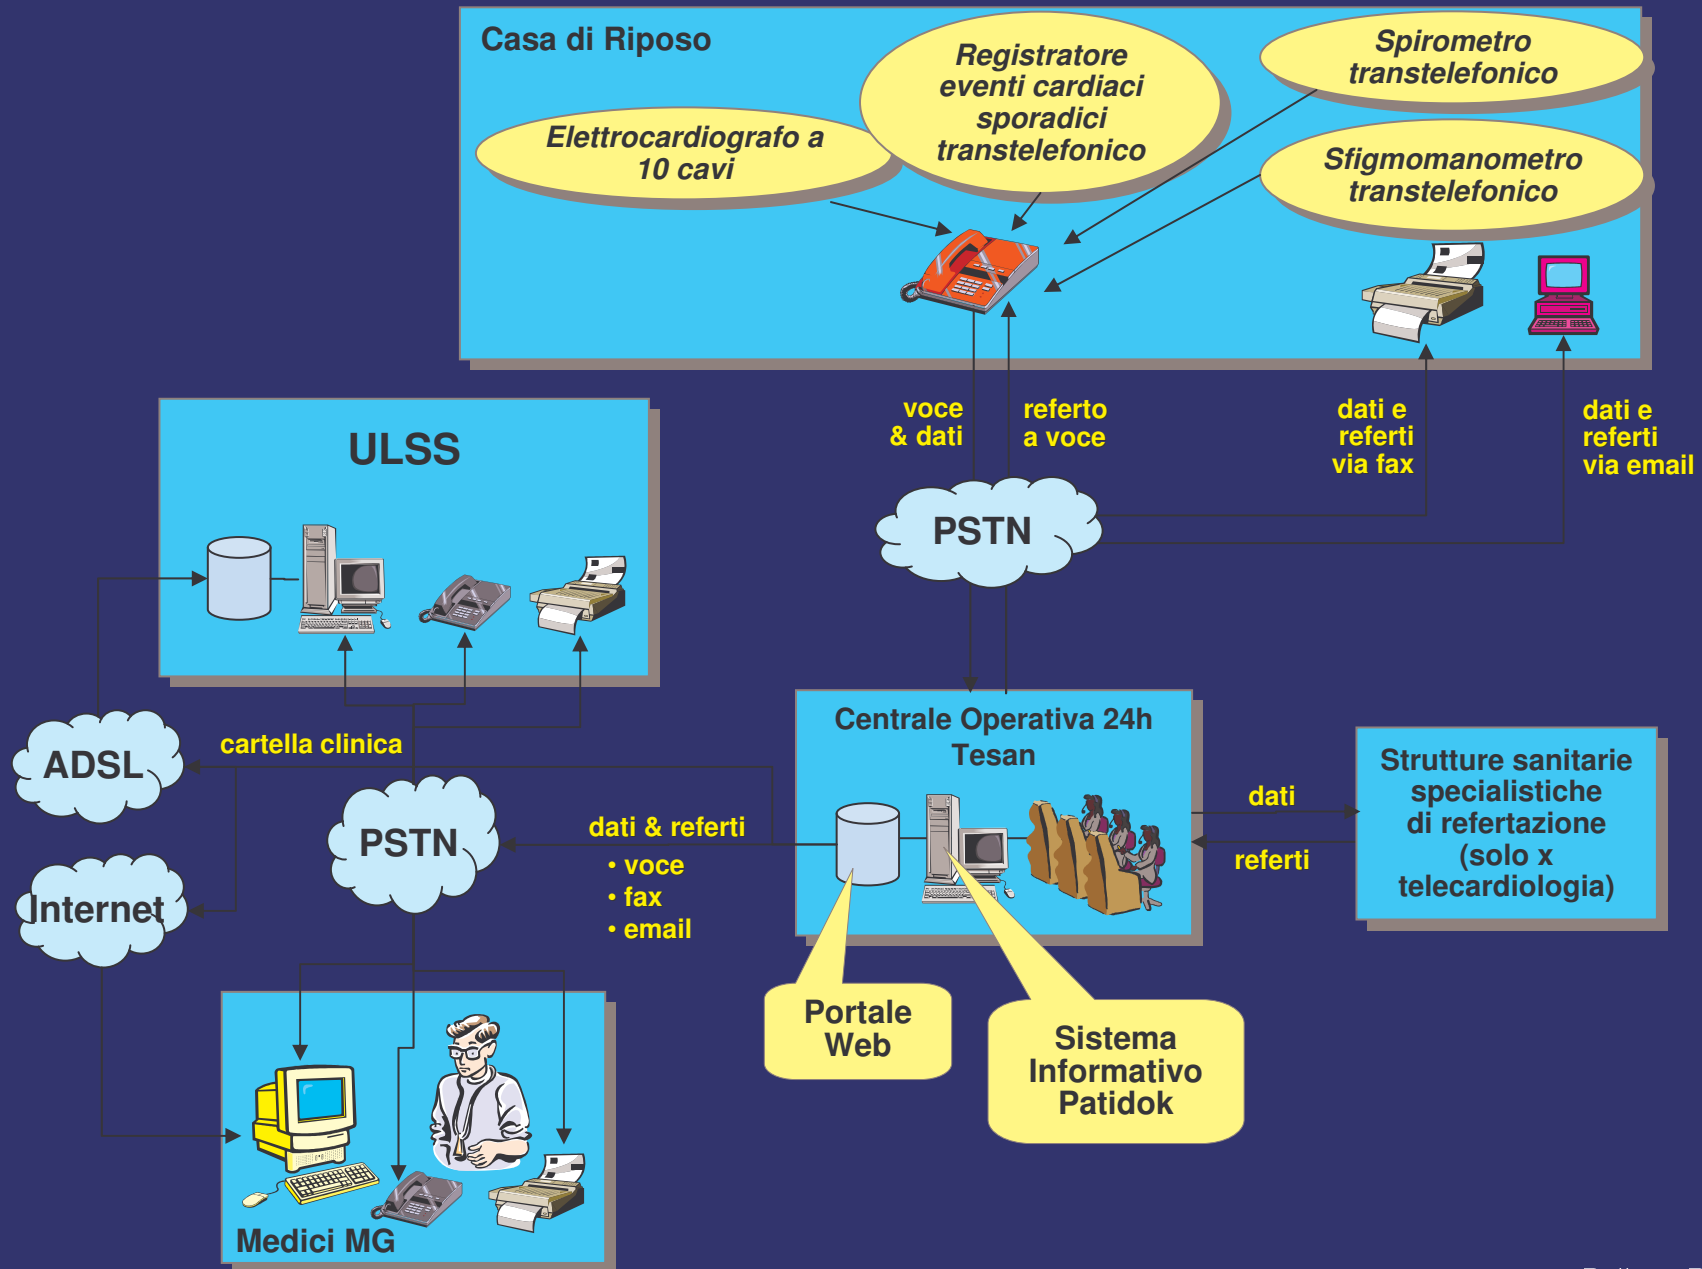 Casa di Riposo
Registratore
eventi cardiaci
sporadici
transtelefonico
Spirometro
transtelefonico
Elettrocardiografo a
10 cavi
Sfigmomanometro
transtelefonico
voce
& dati
referto
a voce
dati e
referti
via fax
dati e
referti
via email
ULSS
PSTN
Centrale Operativa 24h
Tesan
Strutture sanitarie
specialistiche
di refertazione
(solo x
telecardiologia)
ADSL
cartella clinica
dati
referti
PSTN
dati & referti
• voce
• fax
• email
Internet
Portale
Web
Sistema
Informativo
Patidok
Medici MG